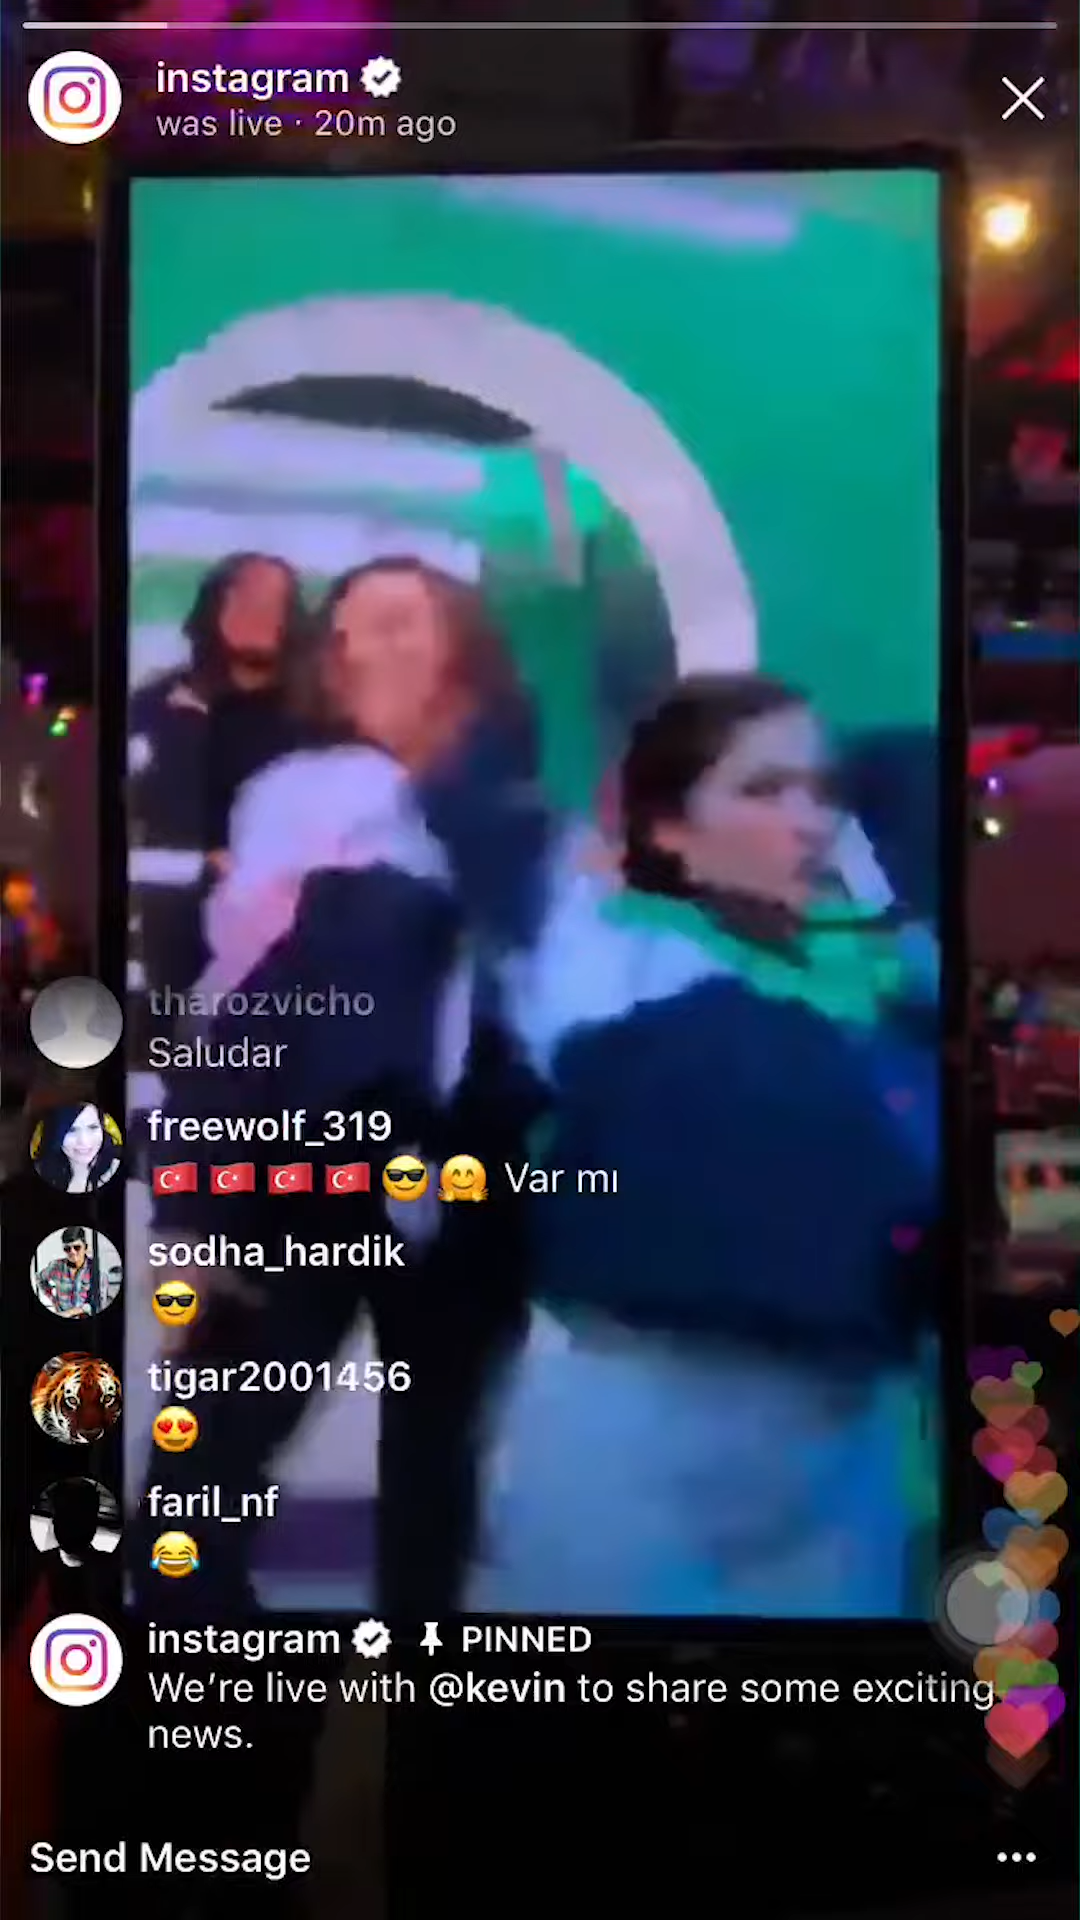 instagram
was live · 20m ago
tharozvicho
Saludar
freewolf_319
🇹🇷 🇹🇷 🇹🇷 🇹🇷 😎 🤗 Var mı
sodha_hardik
😎
tigar2001456
😍
faril_nf
😂
instagram PINNED
We’re live with @kevin to share some exciting
news.
Send Message